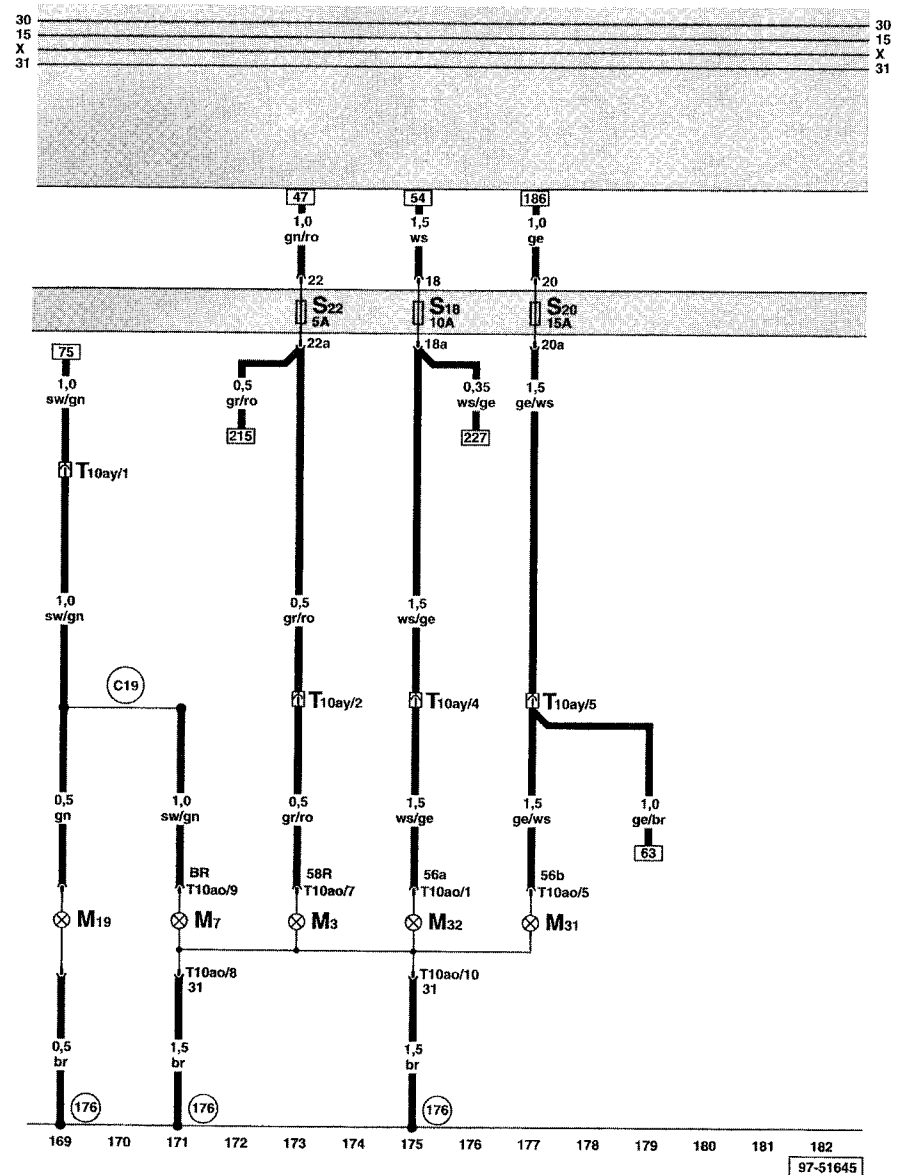 30 30
15 15
X X
31 31
47 54 186
1,0 1,5 1,0
gn/ro ws ge
22 18 20
S22 S18 S20
5A 10A 15A
22a 18a 20a
75
1,0 0,5 0,35 1,5
sw/gn gr/ro ws/ge ge/ws
215 227
T10ay/1
1,0 0,5 1,5
sw/gn gr/ro ws/ge
C19
T10ay/2 T10ay/4 T10ay/5
0,5 1,0 0,5 1,5 1,5 1,0
gn sw/gn gr/ro ws/ge ge/ws ge/br
63
BR 58R 56a 56b
T10ao/9 T10ao/7 T10ao/1 T10ao/5
M19 M7 M3 M32 M31
T10ao/8 T10ao/10
31 31
0,5 1,5 1,5
br br br
176 176 176
169 170 171 172 173 174 175 176 177 178 179 180 181 182
97-51645